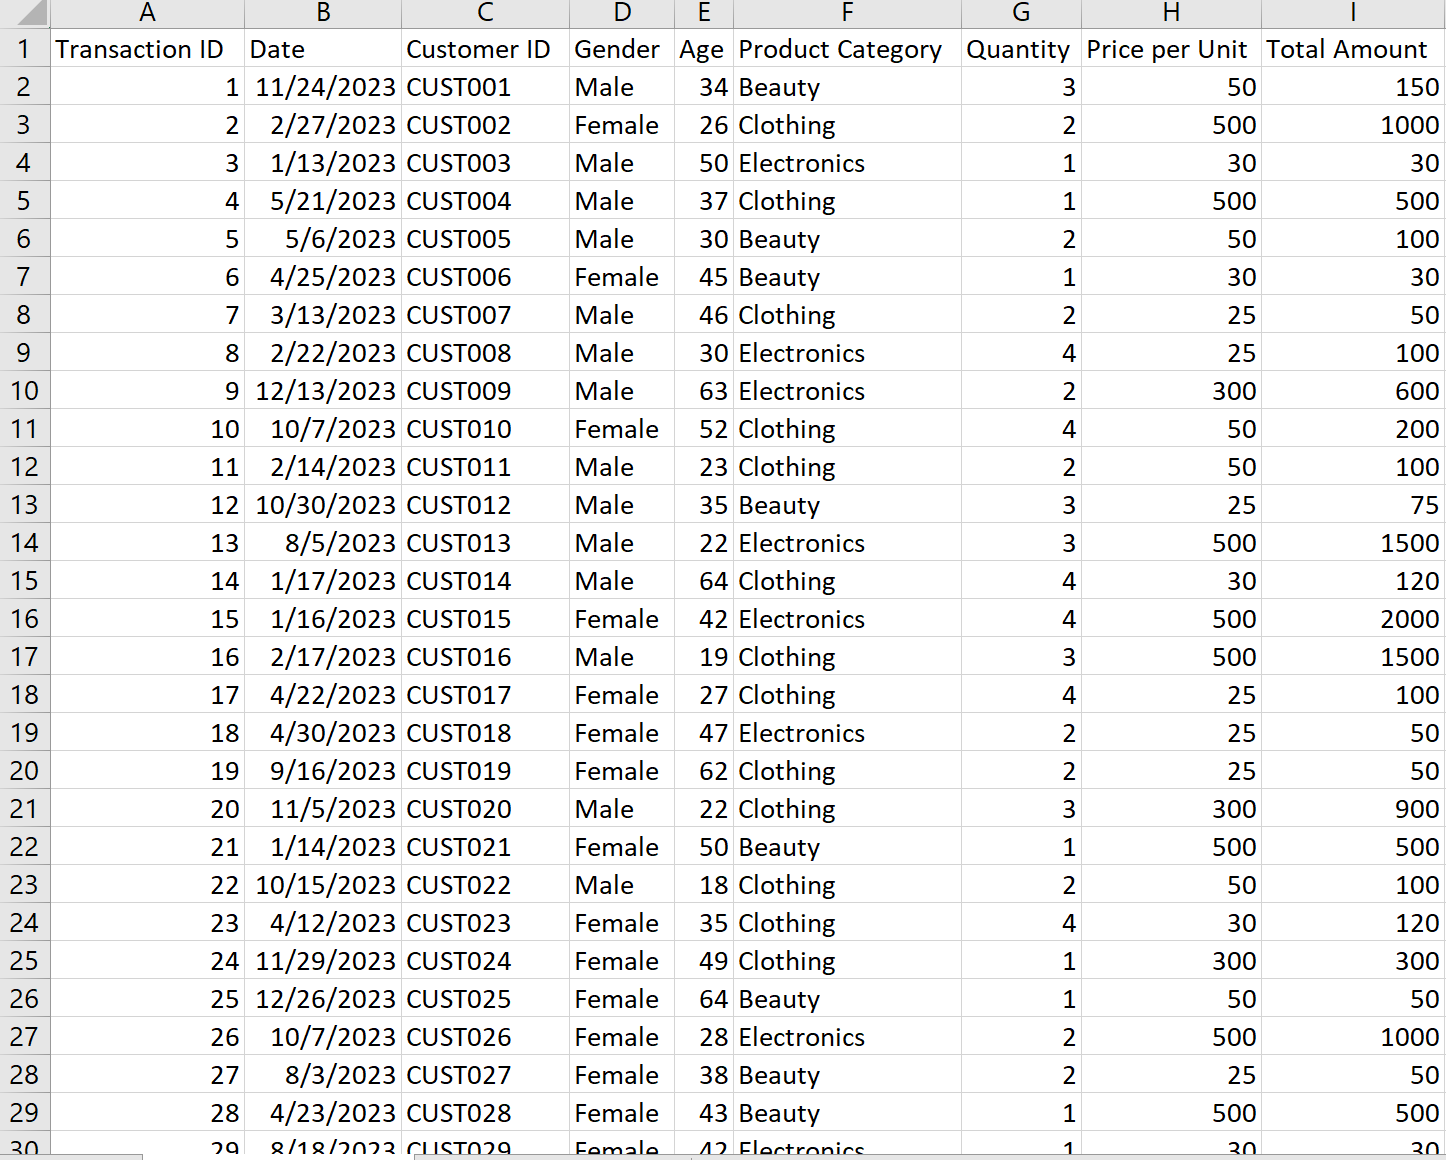 A B C D E F G H I
1 Transaction ID Date Customer ID Gender Age Product Category Quantity Price per Unit Total Amount
2 1 11/24/2023 CUST001 Male 34 Beauty 3 50 150
3 2 2/27/2023 CUST002 Female 26 Clothing 2 500 1000
4 3 1/13/2023 CUST003 Male 50 Electronics 1 30 30
5 4 5/21/2023 CUST004 Male 37 Clothing 1 500 500
6 5 5/6/2023 CUST005 Male 30 Beauty 2 50 100
7 6 4/25/2023 CUST006 Female 45 Beauty 1 30 30
8 7 3/13/2023 CUST007 Male 46 Clothing 2 25 50
9 8 2/22/2023 CUST008 Male 30 Electronics 4 25 100
10 9 12/13/2023 CUST009 Male 63 Electronics 2 300 600
11 10 10/7/2023 CUST010 Female 52 Clothing 4 50 200
12 11 2/14/2023 CUST011 Male 23 Clothing 2 50 100
13 12 10/30/2023 CUST012 Male 35 Beauty 3 25 75
14 13 8/5/2023 CUST013 Male 22 Electronics 3 500 1500
15 14 1/17/2023 CUST014 Male 64 Clothing 4 30 120
16 15 1/16/2023 CUST015 Female 42 Electronics 4 500 2000
17 16 2/17/2023 CUST016 Male 19 Clothing 3 500 1500
18 17 4/22/2023 CUST017 Female 27 Clothing 4 25 100
19 18 4/30/2023 CUST018 Female 47 Electronics 2 25 50
20 19 9/16/2023 CUST019 Female 62 Clothing 2 25 50
21 20 11/5/2023 CUST020 Male 22 Clothing 3 300 900
22 21 1/14/2023 CUST021 Female 50 Beauty 1 500 500
23 22 10/15/2023 CUST022 Male 18 Clothing 2 50 100
24 23 4/12/2023 CUST023 Female 35 Clothing 4 30 120
25 24 11/29/2023 CUST024 Female 49 Clothing 1 300 300
26 25 12/26/2023 CUST025 Female 64 Beauty 1 50 50
27 26 10/7/2023 CUST026 Female 28 Electronics 2 500 1000
28 27 8/3/2023 CUST027 Female 38 Beauty 2 25 50
29 28 4/23/2023 CUST028 Female 43 Beauty 1 500 500
30 29 8/18/2023 CUST029 Female 42 Electronics 1 30 30